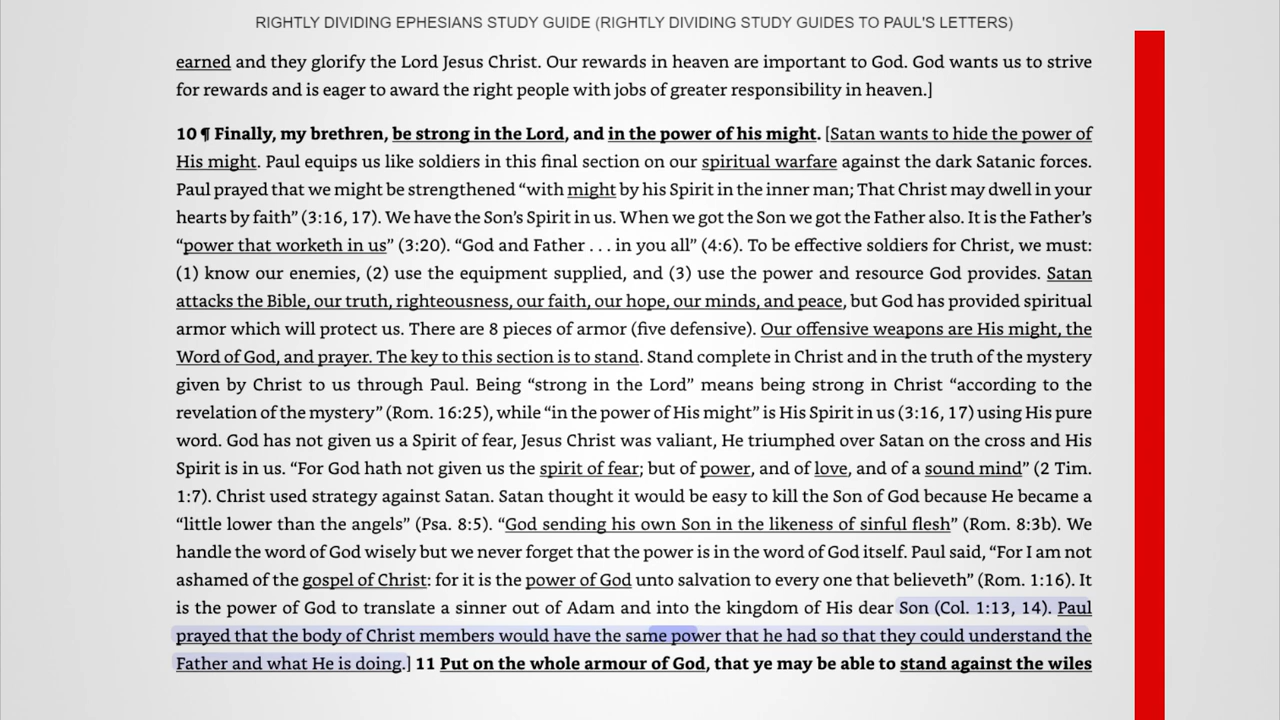 RIGHTLY DIVIDING EPHESIANS STUDY GUIDE (RIGHTLY DIVIDING STUDY GUIDES TO PAUL'S LETTERS)
earned and they glorify the Lord Jesus Christ. Our rewards in heaven are important to God. God wants us to strive
for rewards and is eager to award the right people with jobs of greater responsibility in heaven.]
10 ¶ Finally, my brethren, be strong in the Lord, and in the power of his might. [Satan wants to hide the power of
His might. Paul equips us like soldiers in this final section on our spiritual warfare against the dark Satanic forces.
Paul prayed that we might be strengthened “with might by his Spirit in the inner man; That Christ may dwell in your
hearts by faith” (3:16, 17). We have the Son’s Spirit in us. When we got the Son we got the Father also. It is the Father’s
“power that worketh in us” (3:20). “God and Father . . . in you all” (4:6). To be effective soldiers for Christ, we must:
(1) know our enemies, (2) use the equipment supplied, and (3) use the power and resource God provides. Satan
attacks the Bible, our truth, righteousness, our faith, our hope, our minds, and peace, but God has provided spiritual
armor which will protect us. There are 8 pieces of armor (five defensive). Our offensive weapons are His might, the
Word of God, and prayer. The key to this section is to stand. Stand complete in Christ and in the truth of the mystery
given by Christ to us through Paul. Being “strong in the Lord” means being strong in Christ “according to the
revelation of the mystery” (Rom. 16:25), while “in the power of His might” is His Spirit in us (3:16, 17) using His pure
word. God has not given us a Spirit of fear, Jesus Christ was valiant, He triumphed over Satan on the cross and His
Spirit is in us. “For God hath not given us the spirit of fear; but of power, and of love, and of a sound mind” (2 Tim.
1:7). Christ used strategy against Satan. Satan thought it would be easy to kill the Son of God because He became a
“little lower than the angels” (Psa. 8:5). “God sending his own Son in the likeness of sinful flesh” (Rom. 8:3b). We
handle the word of God wisely but we never forget that the power is in the word of God itself. Paul said, “For I am not
ashamed of the gospel of Christ: for it is the power of God unto salvation to every one that believeth” (Rom. 1:16). It
is the power of God to translate a sinner out of Adam and into the kingdom of His dear Son (Col. 1:13, 14). Paul
prayed that the body of Christ members would have the same power that he had so that they could understand the
Father and what He is doing.] 11 Put on the whole armour of God, that ye may be able to stand against the wiles